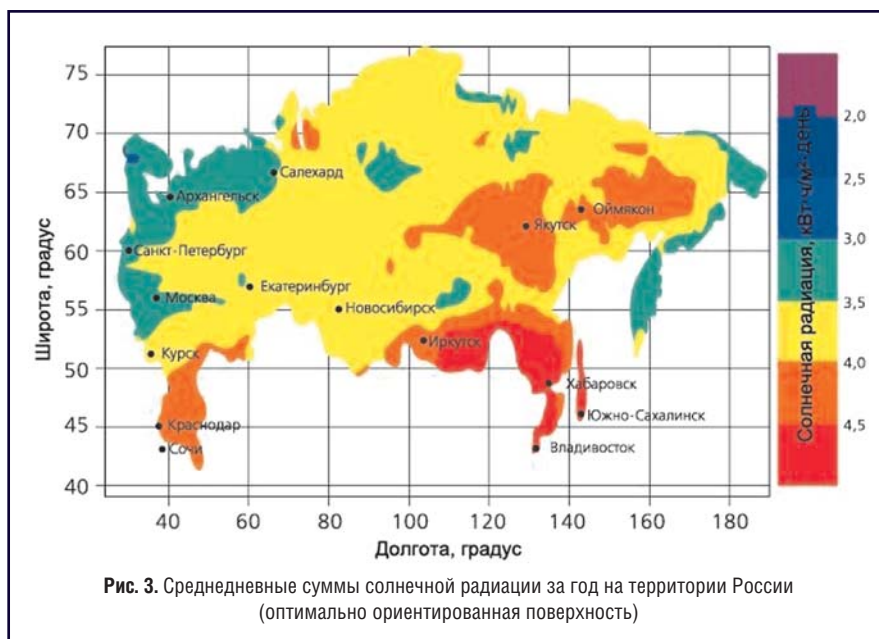 75
70
65
60
55
50
45
40
Широта, градус
40
60
80
100
120
140
160
180
Долгота, градус
Салехард
Архангельск
Оймякон
Якутск
Санкт-Петербург
Екатеринбург
Москва
Новосибирск
Иркутск
Курск
Хабаровск
Южно-Сахалинск
Краснодар
Сочи
Владивосток
Солнечная радиация, кВт·ч/м²·день
2,0
2,5
3,0
3,5
4,0
4,5
Рис. 3. Среднедневные суммы солнечной радиации за год на территории России
(оптимально ориентированная поверхность)